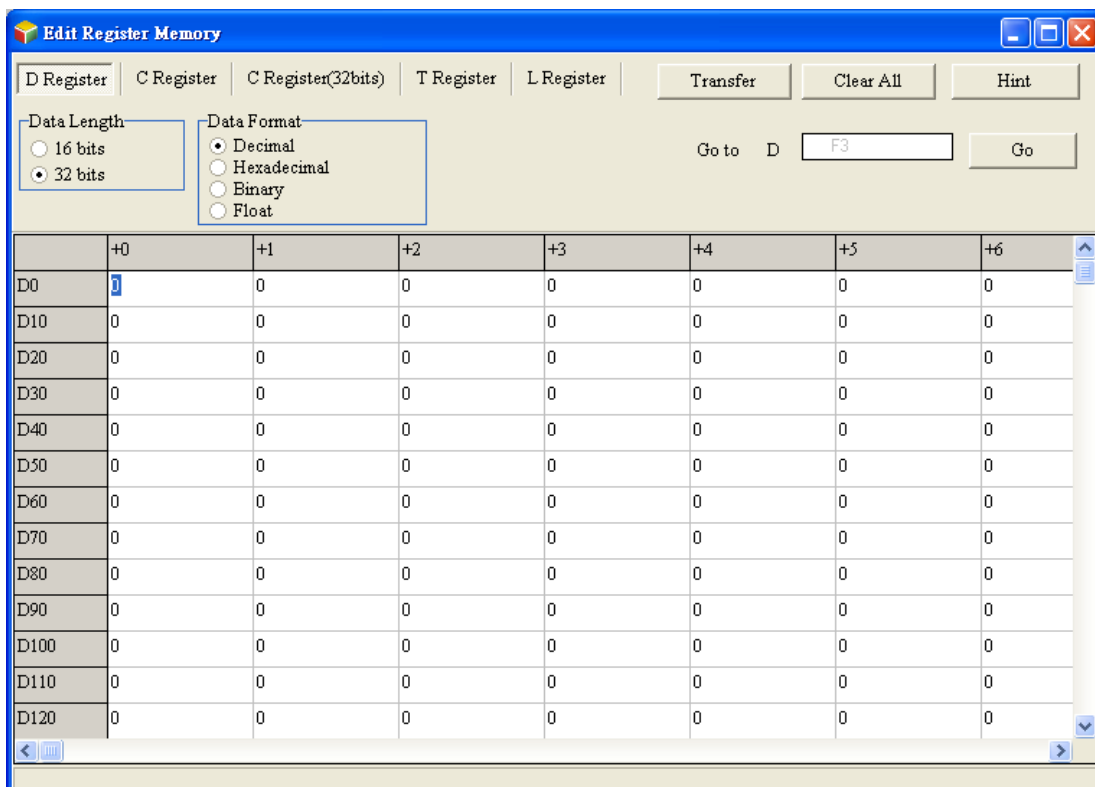 Edit Register Memory
D Register C Register C Register(32bits) T Register L Register Transfer Clear All Hint
Data Length Data Format
16 bits Decimal Go to D F3 Go
32 bits Hexadecimal
Binary
Float
+0 +1 +2 +3 +4 +5 +6
D0 0 0 0 0 0 0 0
D10 0 0 0 0 0 0 0
D20 0 0 0 0 0 0 0
D30 0 0 0 0 0 0 0
D40 0 0 0 0 0 0 0
D50 0 0 0 0 0 0 0
D60 0 0 0 0 0 0 0
D70 0 0 0 0 0 0 0
D80 0 0 0 0 0 0 0
D90 0 0 0 0 0 0 0
D100 0 0 0 0 0 0 0
D110 0 0 0 0 0 0 0
D120 0 0 0 0 0 0 0